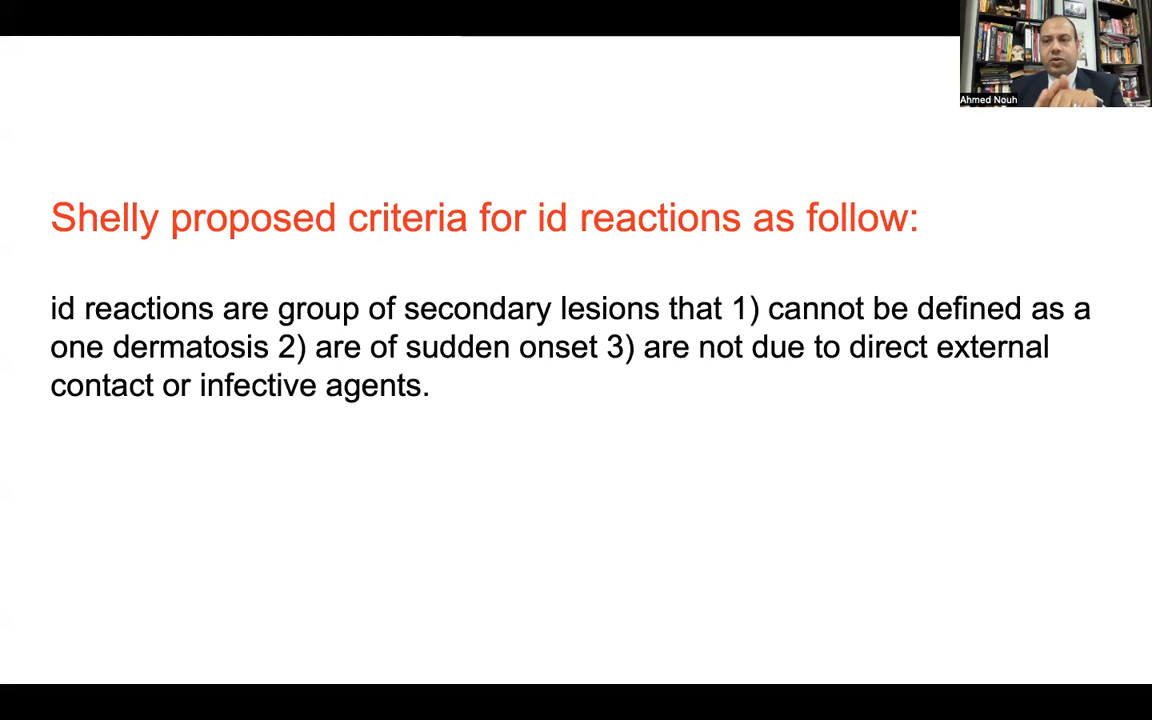 Ahmed Nouh
Shelly proposed criteria for id reactions as follow:
id reactions are group of secondary lesions that 1) cannot be defined as a
one dermatosis 2) are of sudden onset 3) are not due to direct external
contact or infective agents.